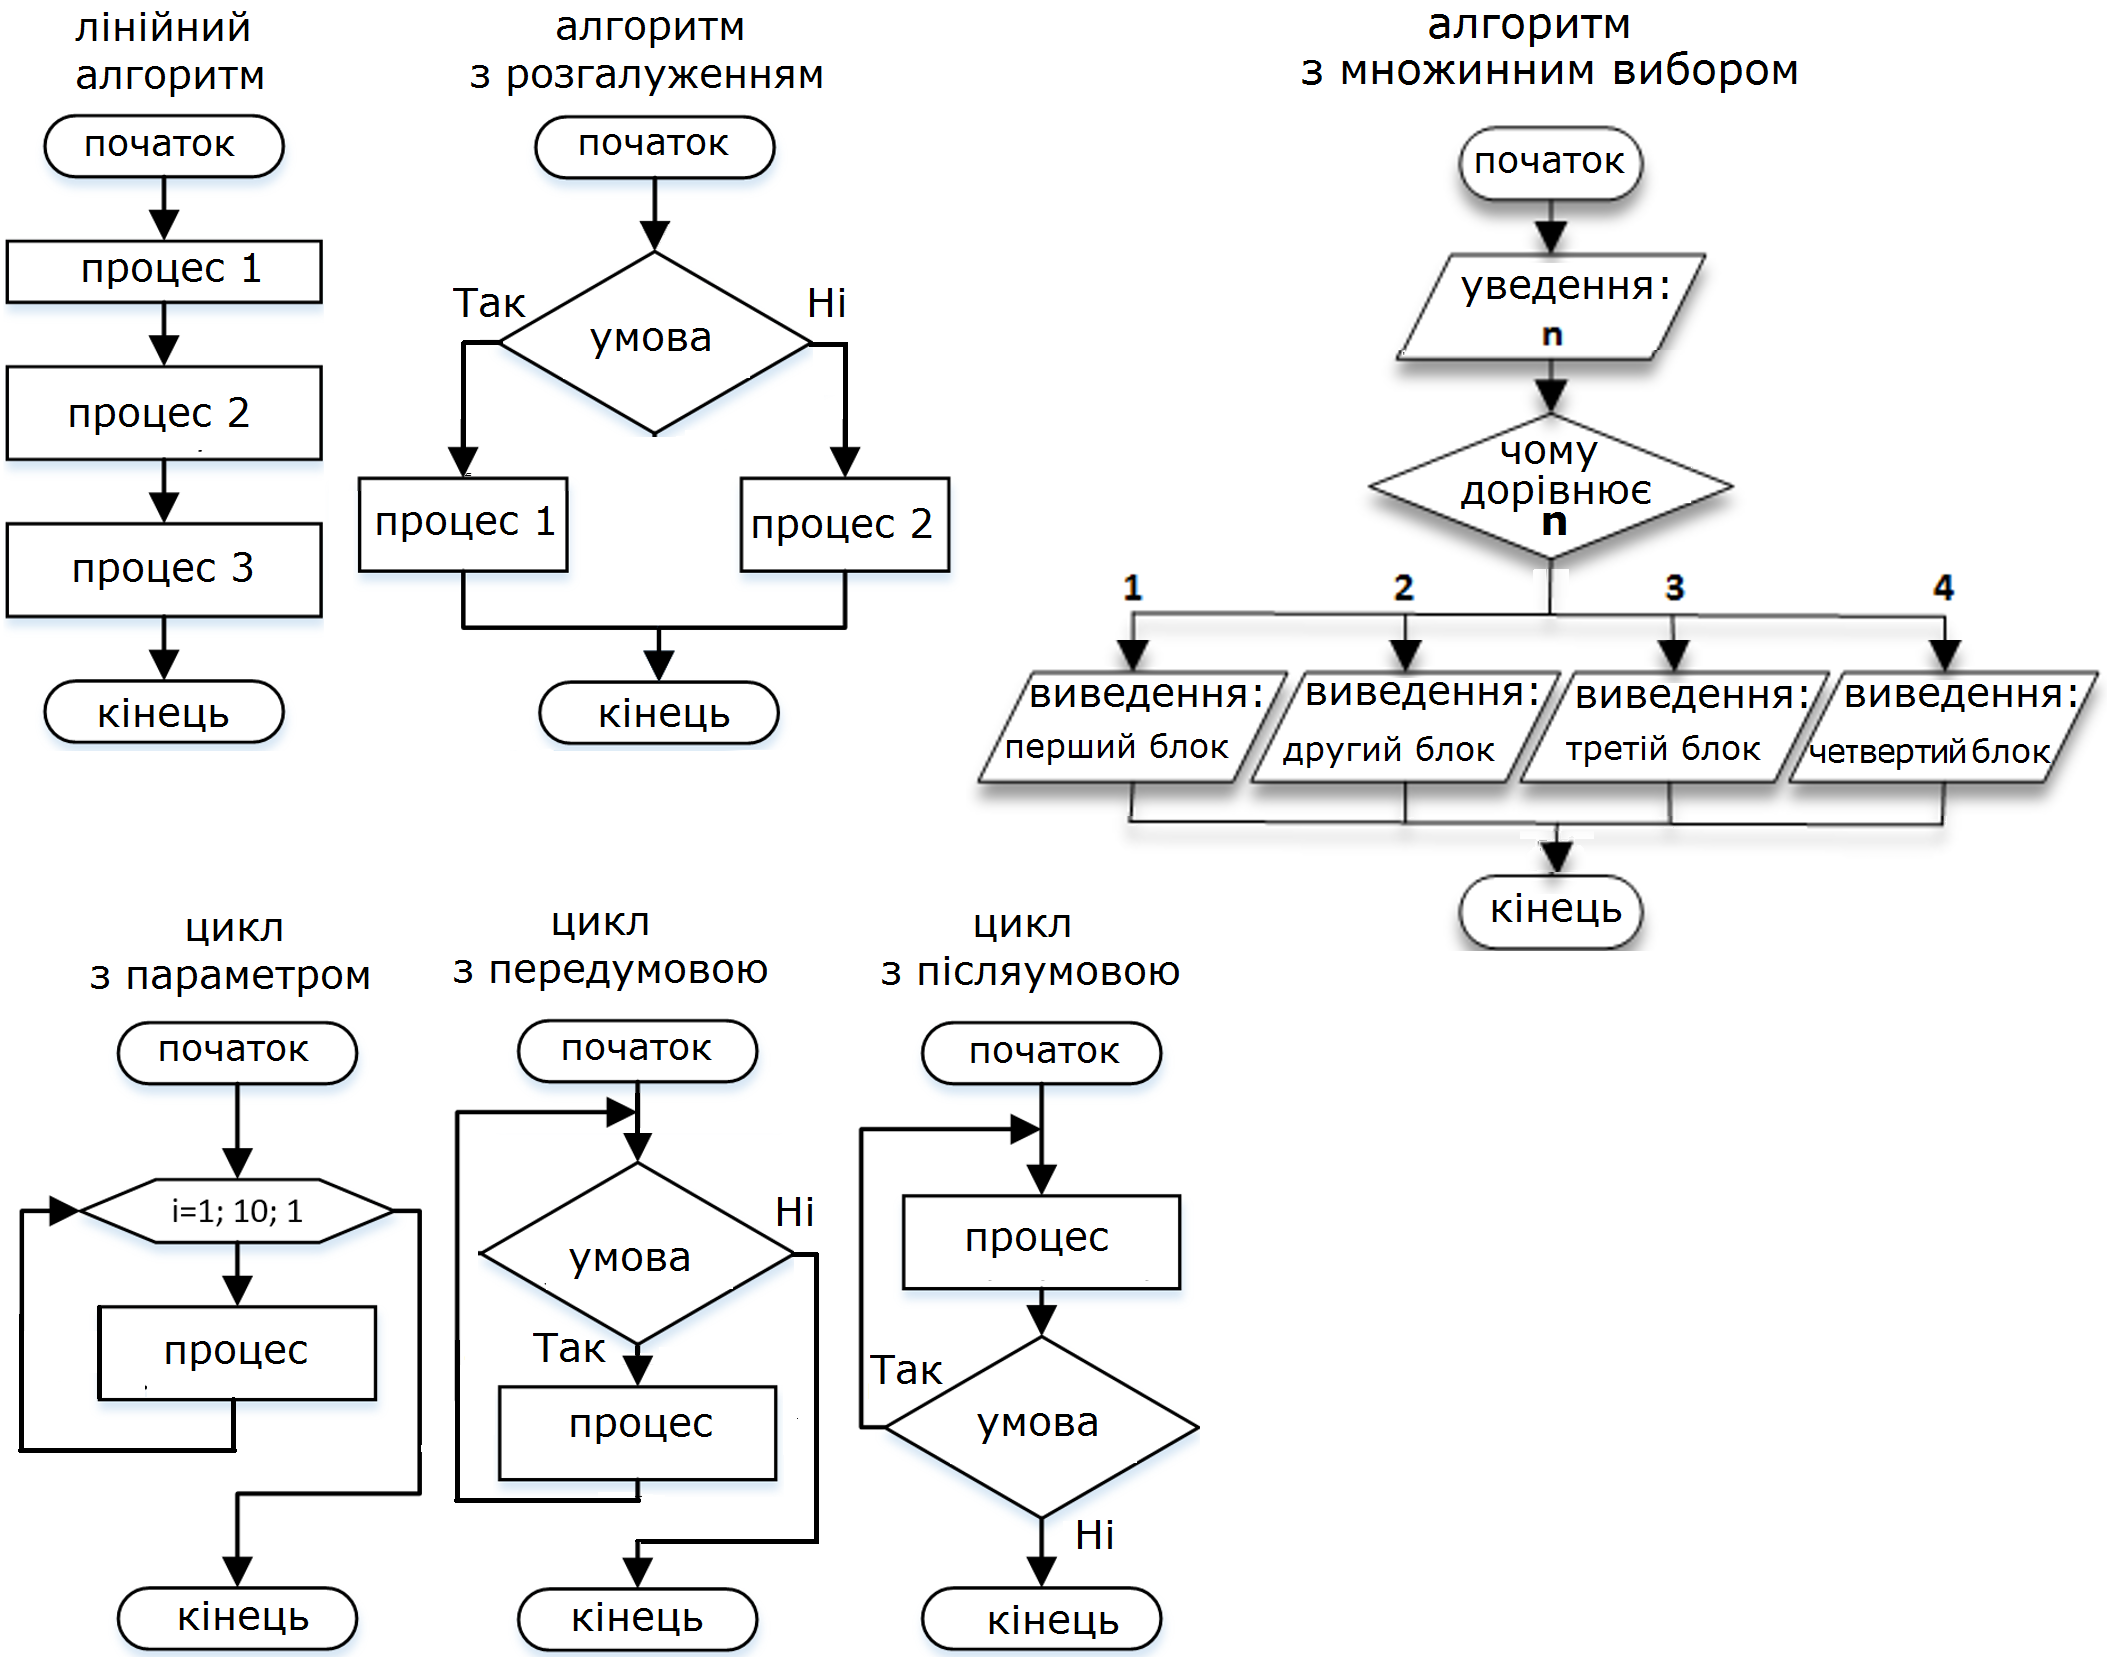 лінійний
алгоритм
початок
процес 1
процес 2
процес 3
кінець
алгоритм
з розгалуженням
початок
Так
Ні
умова
процес 1
процес 2
кінець
алгоритм
з множинним вибором
початок
уведення:
n
чому
дорівнює
n
1
2
3
4
виведення:
перший блок
виведення:
другий блок
виведення:
третій блок
виведення:
четвертий блок
кінець
цикл
з параметром
початок
i=1; 10; 1
процес
кінець
цикл
з передумовою
початок
Ні
умова
Так
процес
кінець
цикл
з післяумовою
початок
процес
Так
умова
Ні
кінець